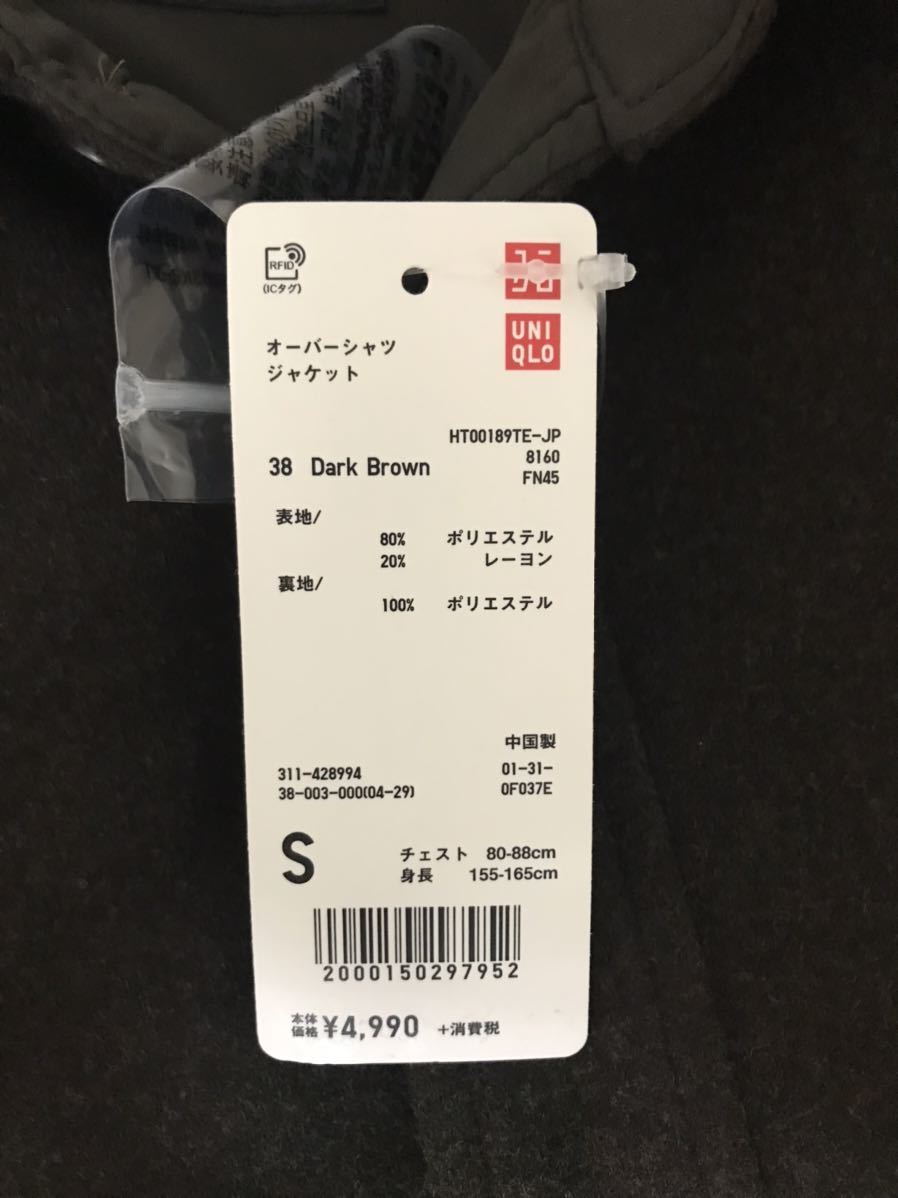 RFID
(ICタグ)
UNI
QLO
オーバーシャツ
ジャケット
HT00189TE-JP
8160
FN45
38 Dark Brown
表地/
80% ポリエステル
20% レーヨン
裏地/
100% ポリエステル
中国製
311-428994
01-31-
38-003-000(04-29)
0F037E
S
チェスト 80-88cm
身長 155-165cm
2000150297952
本体
価格 ¥4,990 +消費税